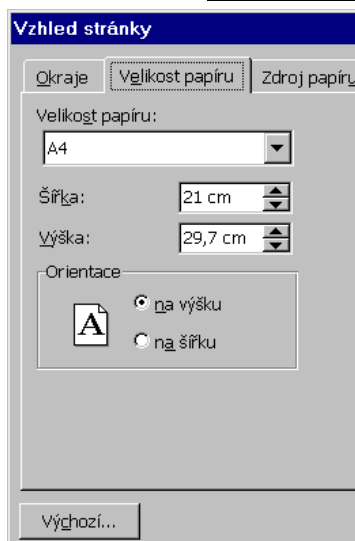 Vzhled stránky
Okraje Velikost papíru Zdroj papíru
Velikost papíru:
A4
Šířka: 21 cm
Výška: 29,7 cm
Orientace
A
na výšku
na šířku
Výchozí...